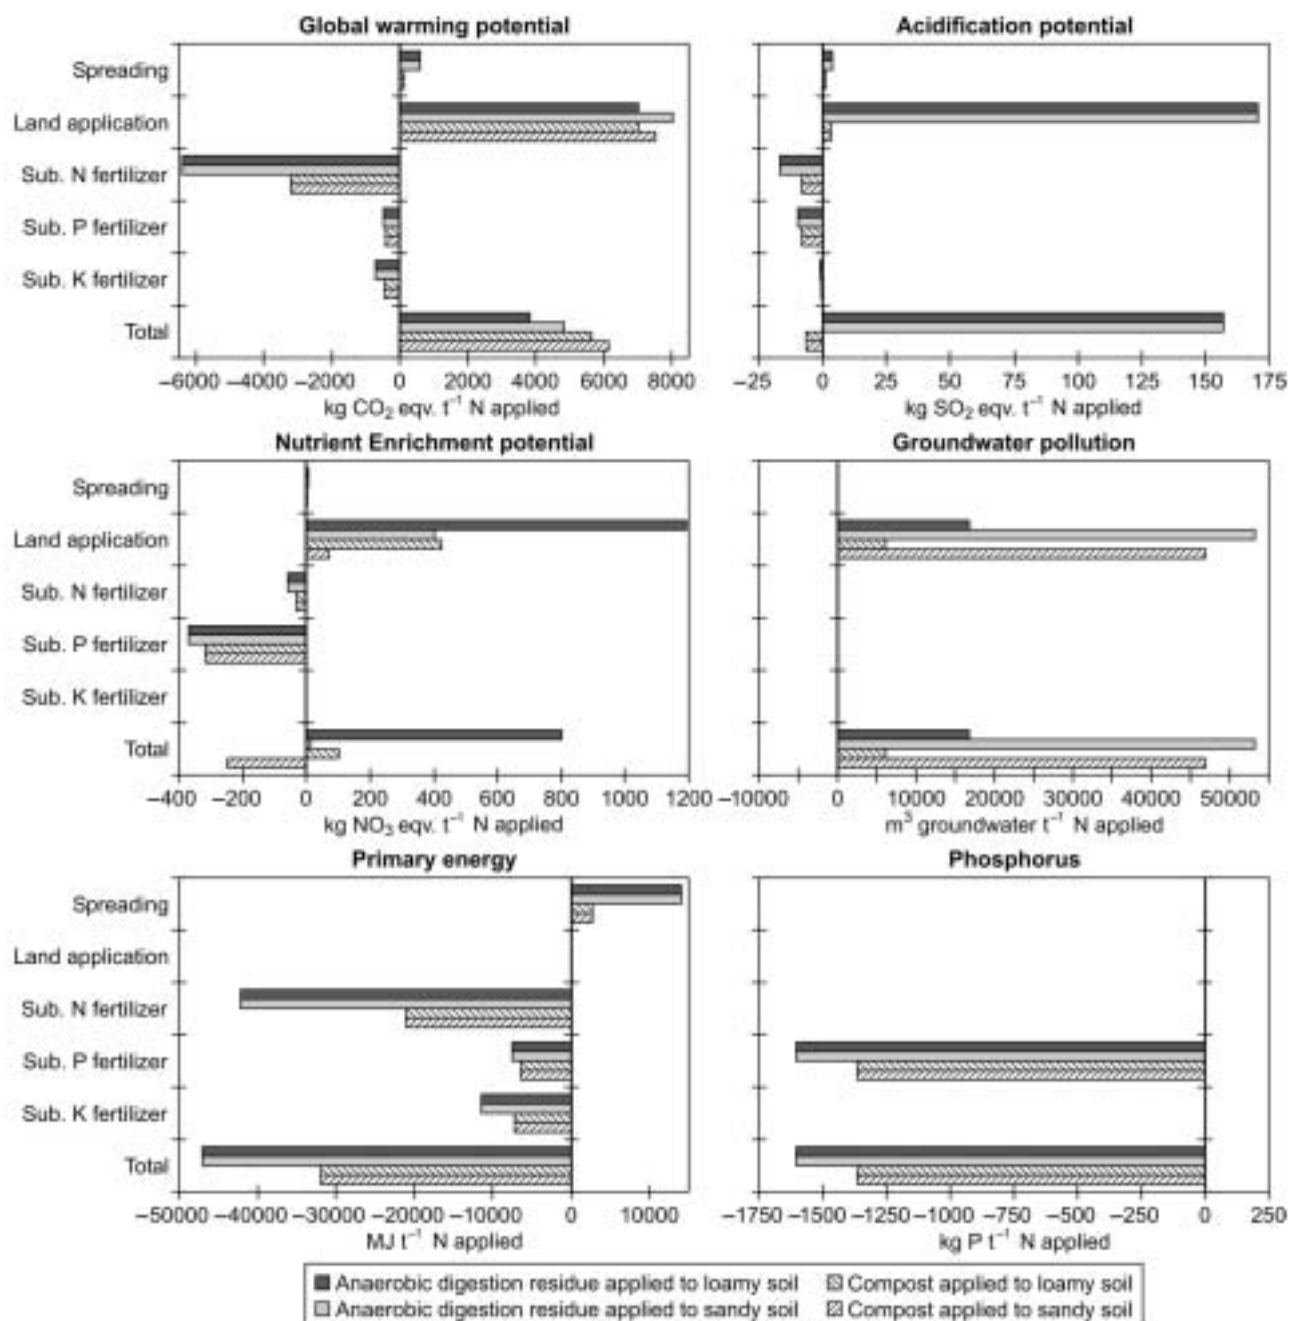 Global warming potential
Spreading
Land application
Sub. N fertilizer
Sub. P fertilizer
Sub. K fertilizer
Total
–6000 –4000 –2000 0 2000 4000 6000 8000
kg CO₂ eqv. t⁻¹ N applied
Acidification potential
–25 0 25 50 75 100 125 150 175
kg SO₂ eqv. t⁻¹ N applied
Nutrient Enrichment potential
Spreading
Land application
Sub. N fertilizer
Sub. P fertilizer
Sub. K fertilizer
Total
–400 –200 0 200 400 600 800 1000 1200
kg NO₃ eqv. t⁻¹ N applied
Groundwater pollution
–10000 0 10000 20000 30000 40000 50000
m³ groundwater t⁻¹ N applied
Primary energy
Spreading
Land application
Sub. N fertilizer
Sub. P fertilizer
Sub. K fertilizer
Total
–50000 –40000 –30000 –20000 –10000 0 10000
MJ t⁻¹ N applied
Phosphorus
–1750 –1500 –1250 –1000 –750 –500 –250 0 250
kg P t⁻¹ N applied
Anaerobic digestion residue applied to loamy soil
Anaerobic digestion residue applied to sandy soil
Compost applied to loamy soil
Compost applied to sandy soil